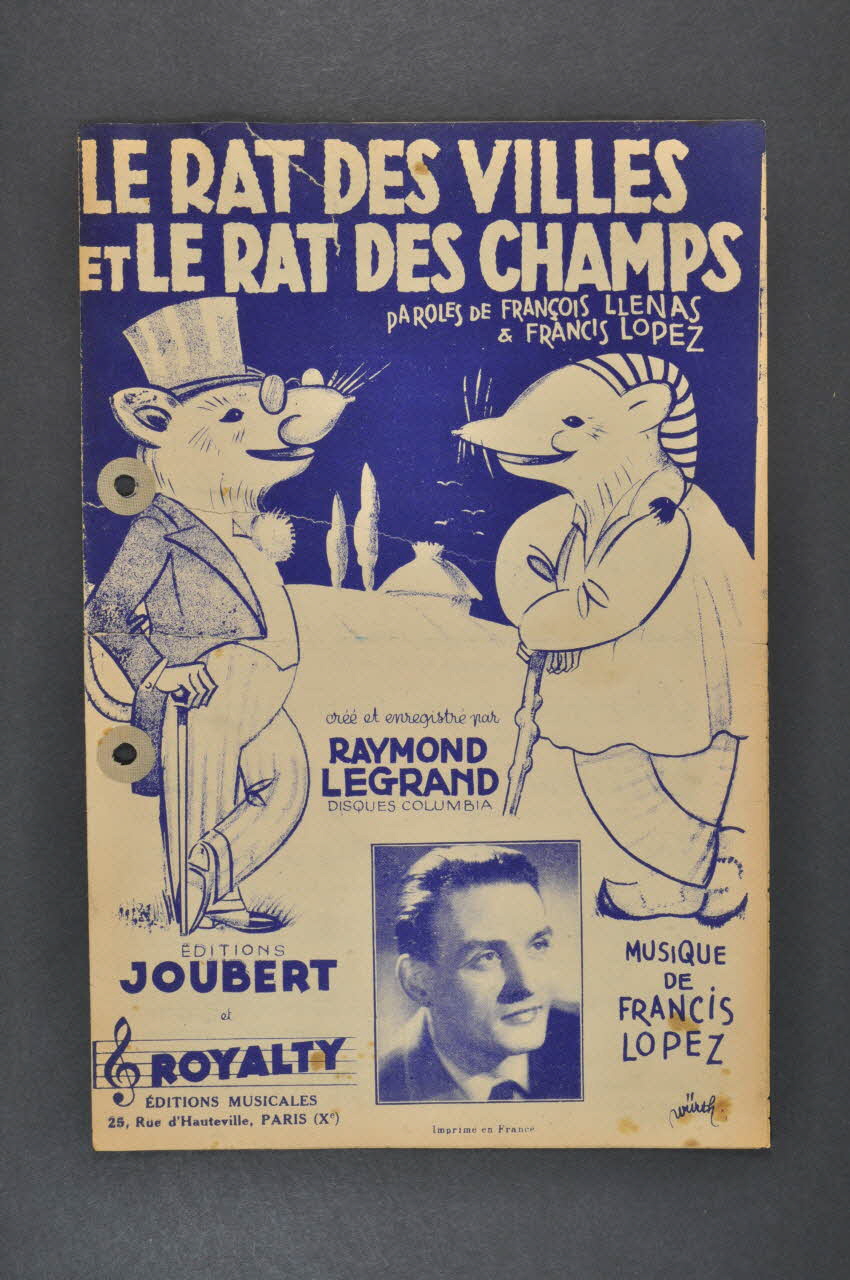 LE RAT DES VILLES
ET LE RAT DES CHAMPS
PAROLES DE FRANÇOIS LLENAS
& FRANCIS LOPEZ
créé et enregistré par
RAYMOND
LEGRAND
DISQUES COLUMBIA
ÉDITIONS
JOUBERT
et
ROYALTY
ÉDITIONS MUSICALES
25, Rue d'Hauteville, PARIS (Xe)
Imprimé en France
MUSIQUE
DE
FRANCIS
LOPEZ
würth.